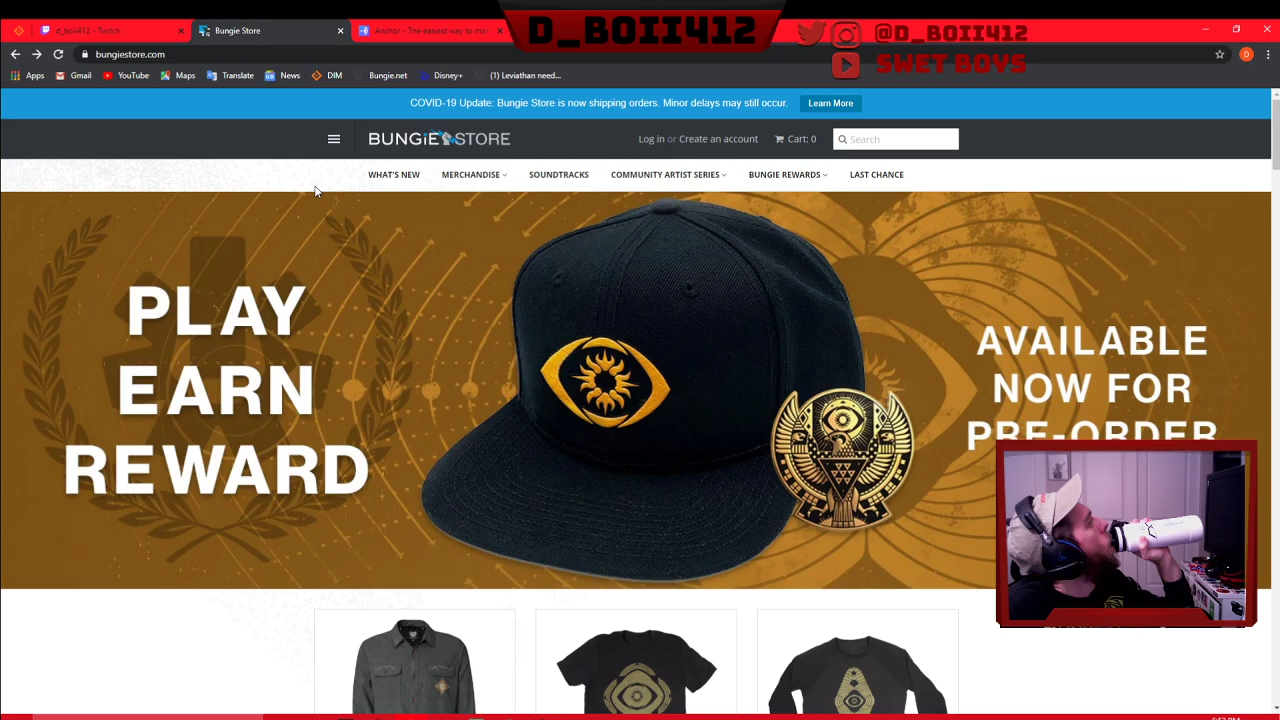 D_BOII412
@D_BOII412
SWET BOYS
d_boii412 - Twitch
Bungie Store
Anchor - The easiest way to ma
bungiestore.com
D
Apps
Gmail
YouTube
Maps
Translate
News
DIM
Bungie.net
Disney+
(1) Leviathan need...
COVID-19 Update: Bungie Store is now shipping orders. Minor delays may still occur.
Learn More
BUNGiE STORE
Log in or Create an account
Cart: 0
Search
WHAT'S NEW
MERCHANDISE
SOUNDTRACKS
COMMUNITY ARTIST SERIES
BUNGIE REWARDS
LAST CHANCE
PLAY
EARN
REWARD
AVAILABLE
NOW FOR
PRE-ORDER